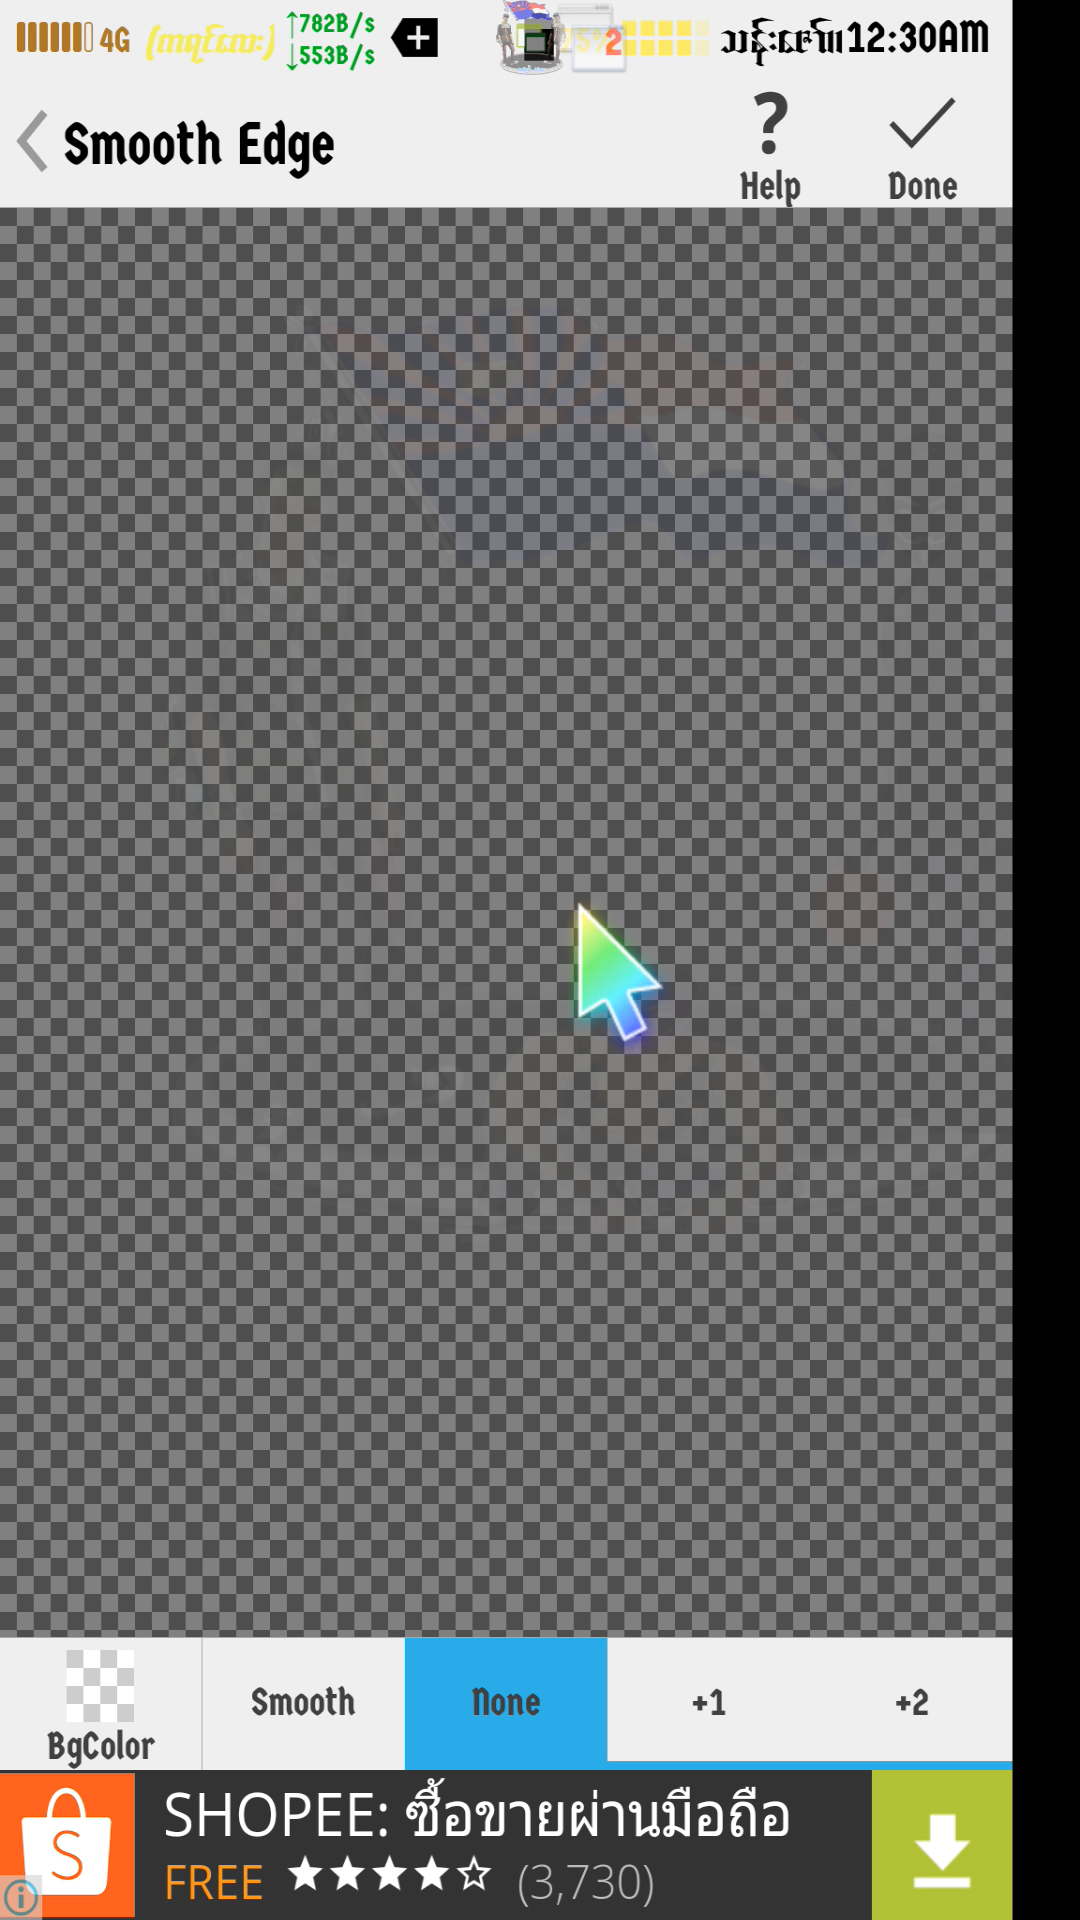 4G
↑782B/s
↓553B/s
2
12:30AM
Smooth Edge
?
Help
Done
BgColor
Smooth
None
+1
+2
SHOPEE: ซื้อขายผ่านมือถือ
FREE ★★★★☆ (3,730)